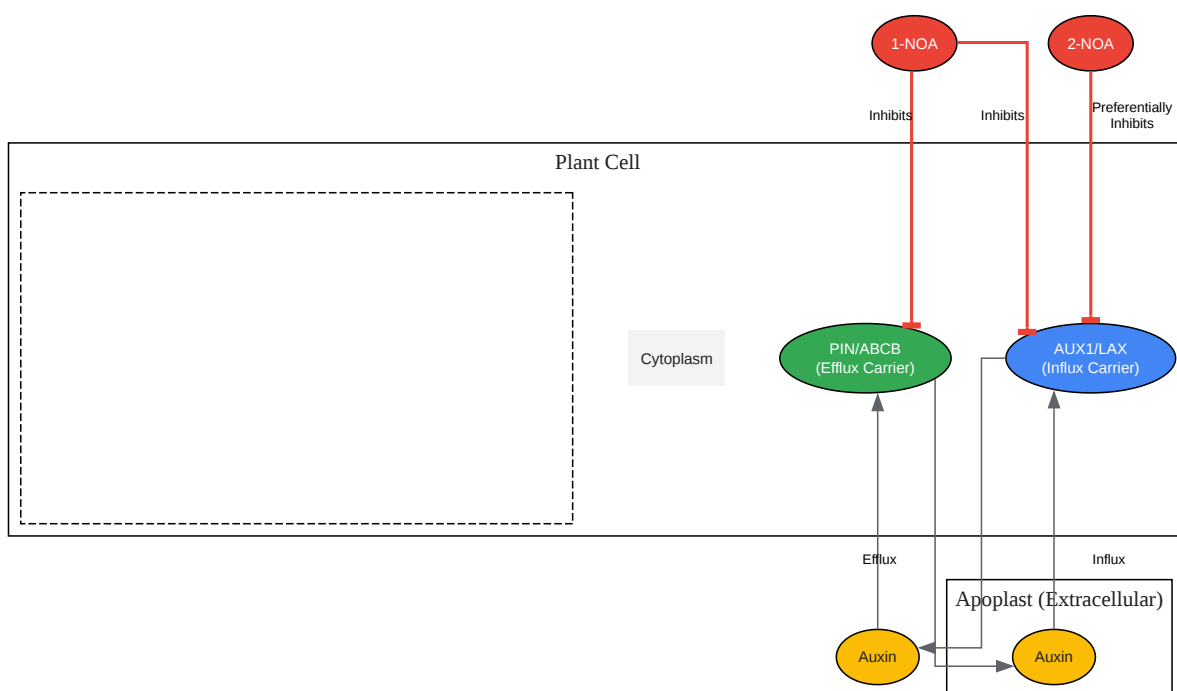 1-NOA
2-NOA
Inhibits
Inhibits
Preferentially
Inhibits
Plant Cell
Cytoplasm
PIN/ABCB
(Efflux Carrier)
AUX1/LAX
(Influx Carrier)
Efflux
Influx
Apoplast (Extracellular)
Auxin
Auxin